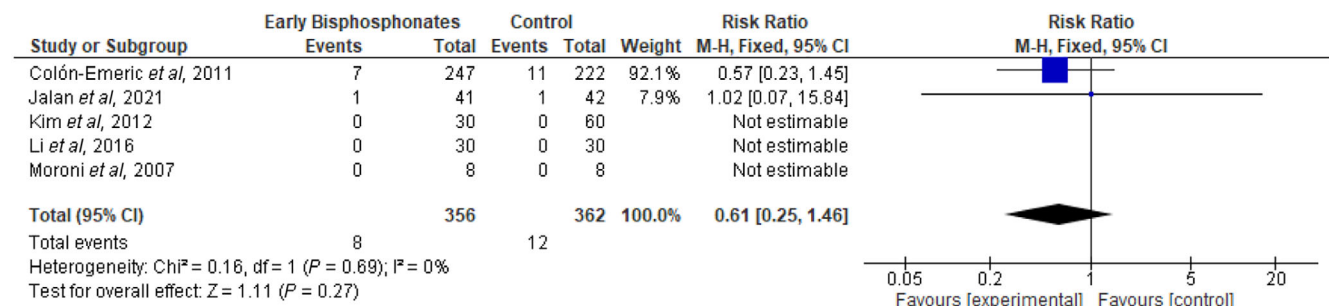 Early Bisphosphonates Control Risk Ratio Risk Ratio
Study or Subgroup Events Total Events Total Weight M-H, Fixed, 95% CI M-H, Fixed, 95% CI
Colón-Emeric et al, 2011 7 247 11 222 92.1% 0.57 [0.23, 1.45]
Jalan et al, 2021 1 41 1 42 7.9% 1.02 [0.07, 15.84]
Kim et al, 2012 0 30 0 60 Not estimable
Li et al, 2016 0 30 0 30 Not estimable
Moroni et al, 2007 0 8 0 8 Not estimable
Total (95% CI) 356 362 100.0% 0.61 [0.25, 1.46]
Total events 8 12
Heterogeneity: Chi² = 0.16, df = 1 (P = 0.69); I² = 0%
Test for overall effect: Z = 1.11 (P = 0.27)
0.05 0.2 1 5 20
Favours [experimental] Favours [control]